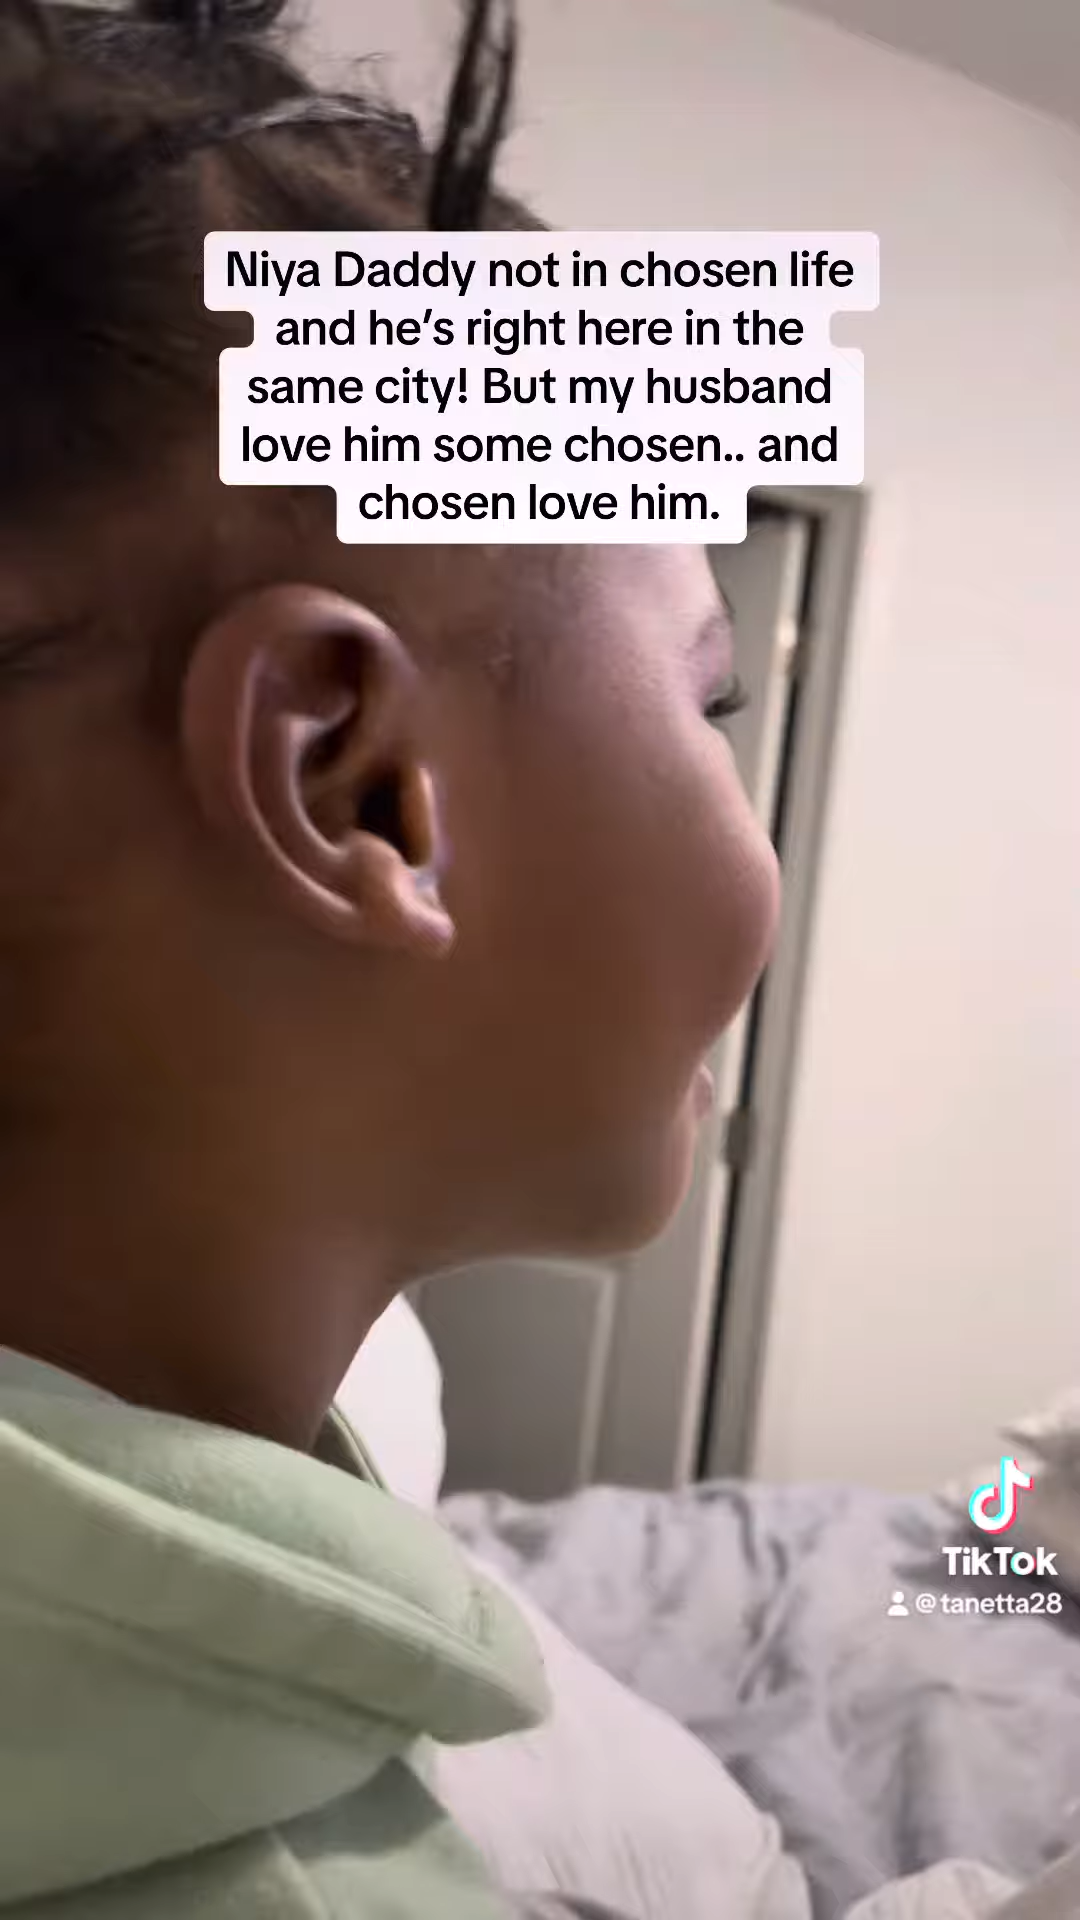 Niya Daddy not in chosen life
and he’s right here in the
same city! But my husband
love him some chosen.. and
chosen love him.
TikTok
@tanetta28